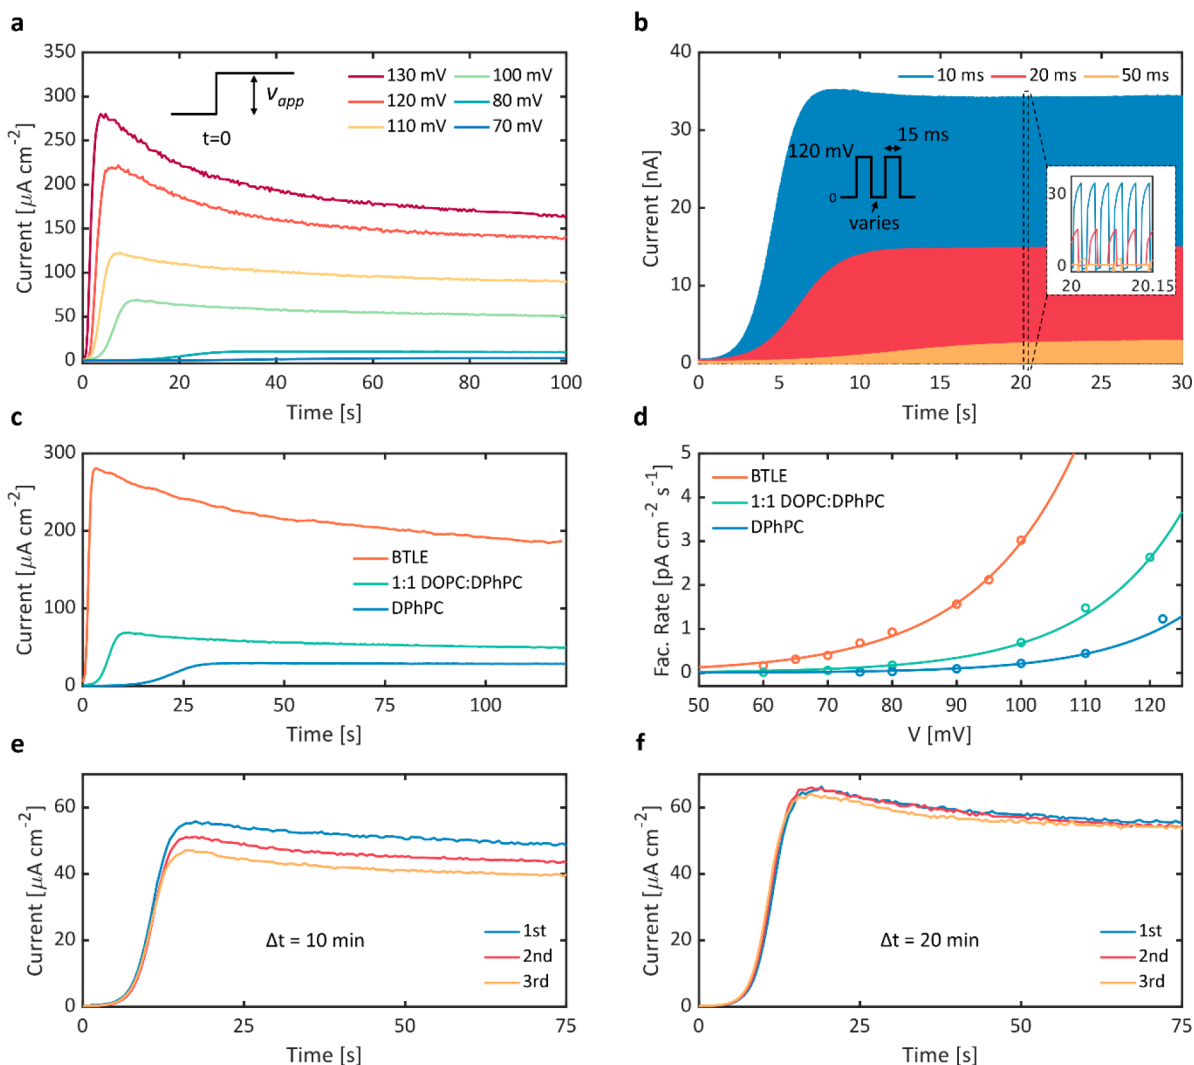 a
350
300
250
200
150
100
50
0
Current [μA cm⁻²]
V_app
t=0
130 mV
120 mV
110 mV
100 mV
80 mV
70 mV
0
20
40
60
80
100
Time [s]
b
40
30
20
10
0
Current [nA]
10 ms
20 ms
50 ms
120 mV
15 ms
0
varies
30
0
20
20.15
0
5
10
15
20
25
30
Time [s]
c
300
200
100
0
Current [μA cm⁻²]
BTLE
1:1 DOPC:DPhPC
DPhPC
0
25
50
75
100
Time [s]
d
5
4
3
2
1
0
Fac. Rate [pA cm⁻² s⁻¹]
BTLE
1:1 DOPC:DPhPC
DPhPC
50
60
70
80
90
100
110
120
V [mV]
e
60
40
20
0
Current [μA cm⁻²]
Δt = 10 min
1st
2nd
3rd
0
25
50
75
Time [s]
f
60
40
20
0
Current [μA cm⁻²]
Δt = 20 min
1st
2nd
3rd
0
25
50
75
Time [s]